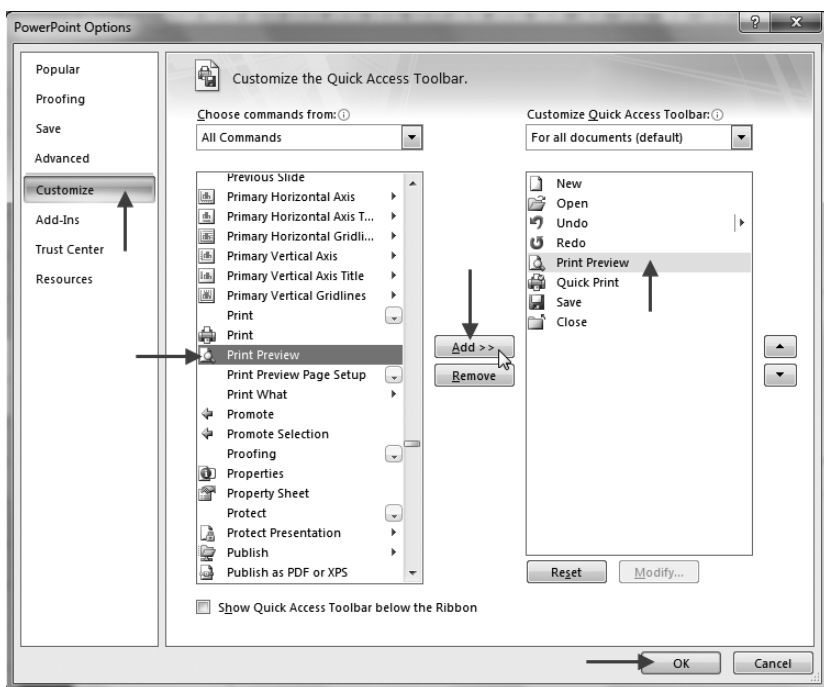 PowerPoint Options
?
X
Popular
Proofing
Save
Advanced
Customize
Add-Ins
Trust Center
Resources
Customize the Quick Access Toolbar.
Choose commands from:
All Commands
Previous Slide
Primary Horizontal Axis
Primary Horizontal Axis T...
Primary Horizontal Gridli...
Primary Vertical Axis
Primary Vertical Axis Title
Primary Vertical Gridlines
Print
Print
Print Preview
Print Preview Page Setup
Print What
Promote
Promote Selection
Proofing
Properties
Property Sheet
Protect
Protect Presentation
Publish
Publish as PDF or XPS
Show Quick Access Toolbar below the Ribbon
Add >>
Remove
Customize Quick Access Toolbar:
For all documents (default)
New
Open
Undo
Redo
Print Preview
Quick Print
Save
Close
Reset
Modify...
OK
Cancel